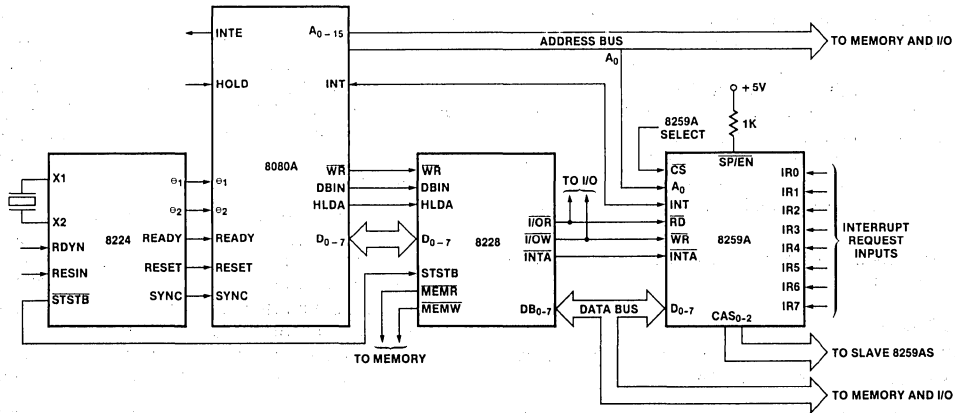 INTE
A0–15
ADDRESS BUS
TO MEMORY AND I/O
A0
HOLD
INT
+5V
8259A
SELECT
1K
8080A
SP/EN
WR
WR
CS
IR0
X1
DBIN
DBIN
TO I/O
A0
IR1
θ1
θ1
HLDA
HLDA
INT
IR2
X2
θ2
θ2
I/OR
RD
IR3
INTERRUPT
REQUEST
INPUTS
8224
READY
READY
D0–7
D0–7
8228
I/OW
WR
8259A
IR4
RDYN
INTA
INTA
IR5
RESIN
RESET
RESET
STSTB
IR6
STSTB
SYNC
SYNC
MEMR
MEMW
DB0–7
DATA BUS
D0–7
IR7
CAS0–2
TO MEMORY
TO SLAVE 8259AS
TO MEMORY AND I/O